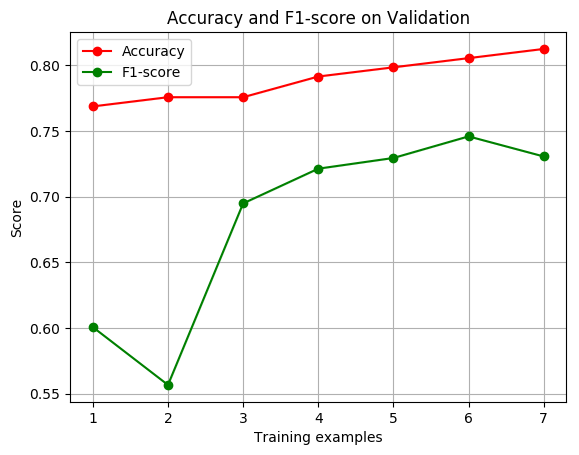 Accuracy and F1-score on Validation
Accuracy
F1-score
0.80
0.75
0.70
0.65
0.60
0.55
Score
1 2 3 4 5 6 7
Training examples